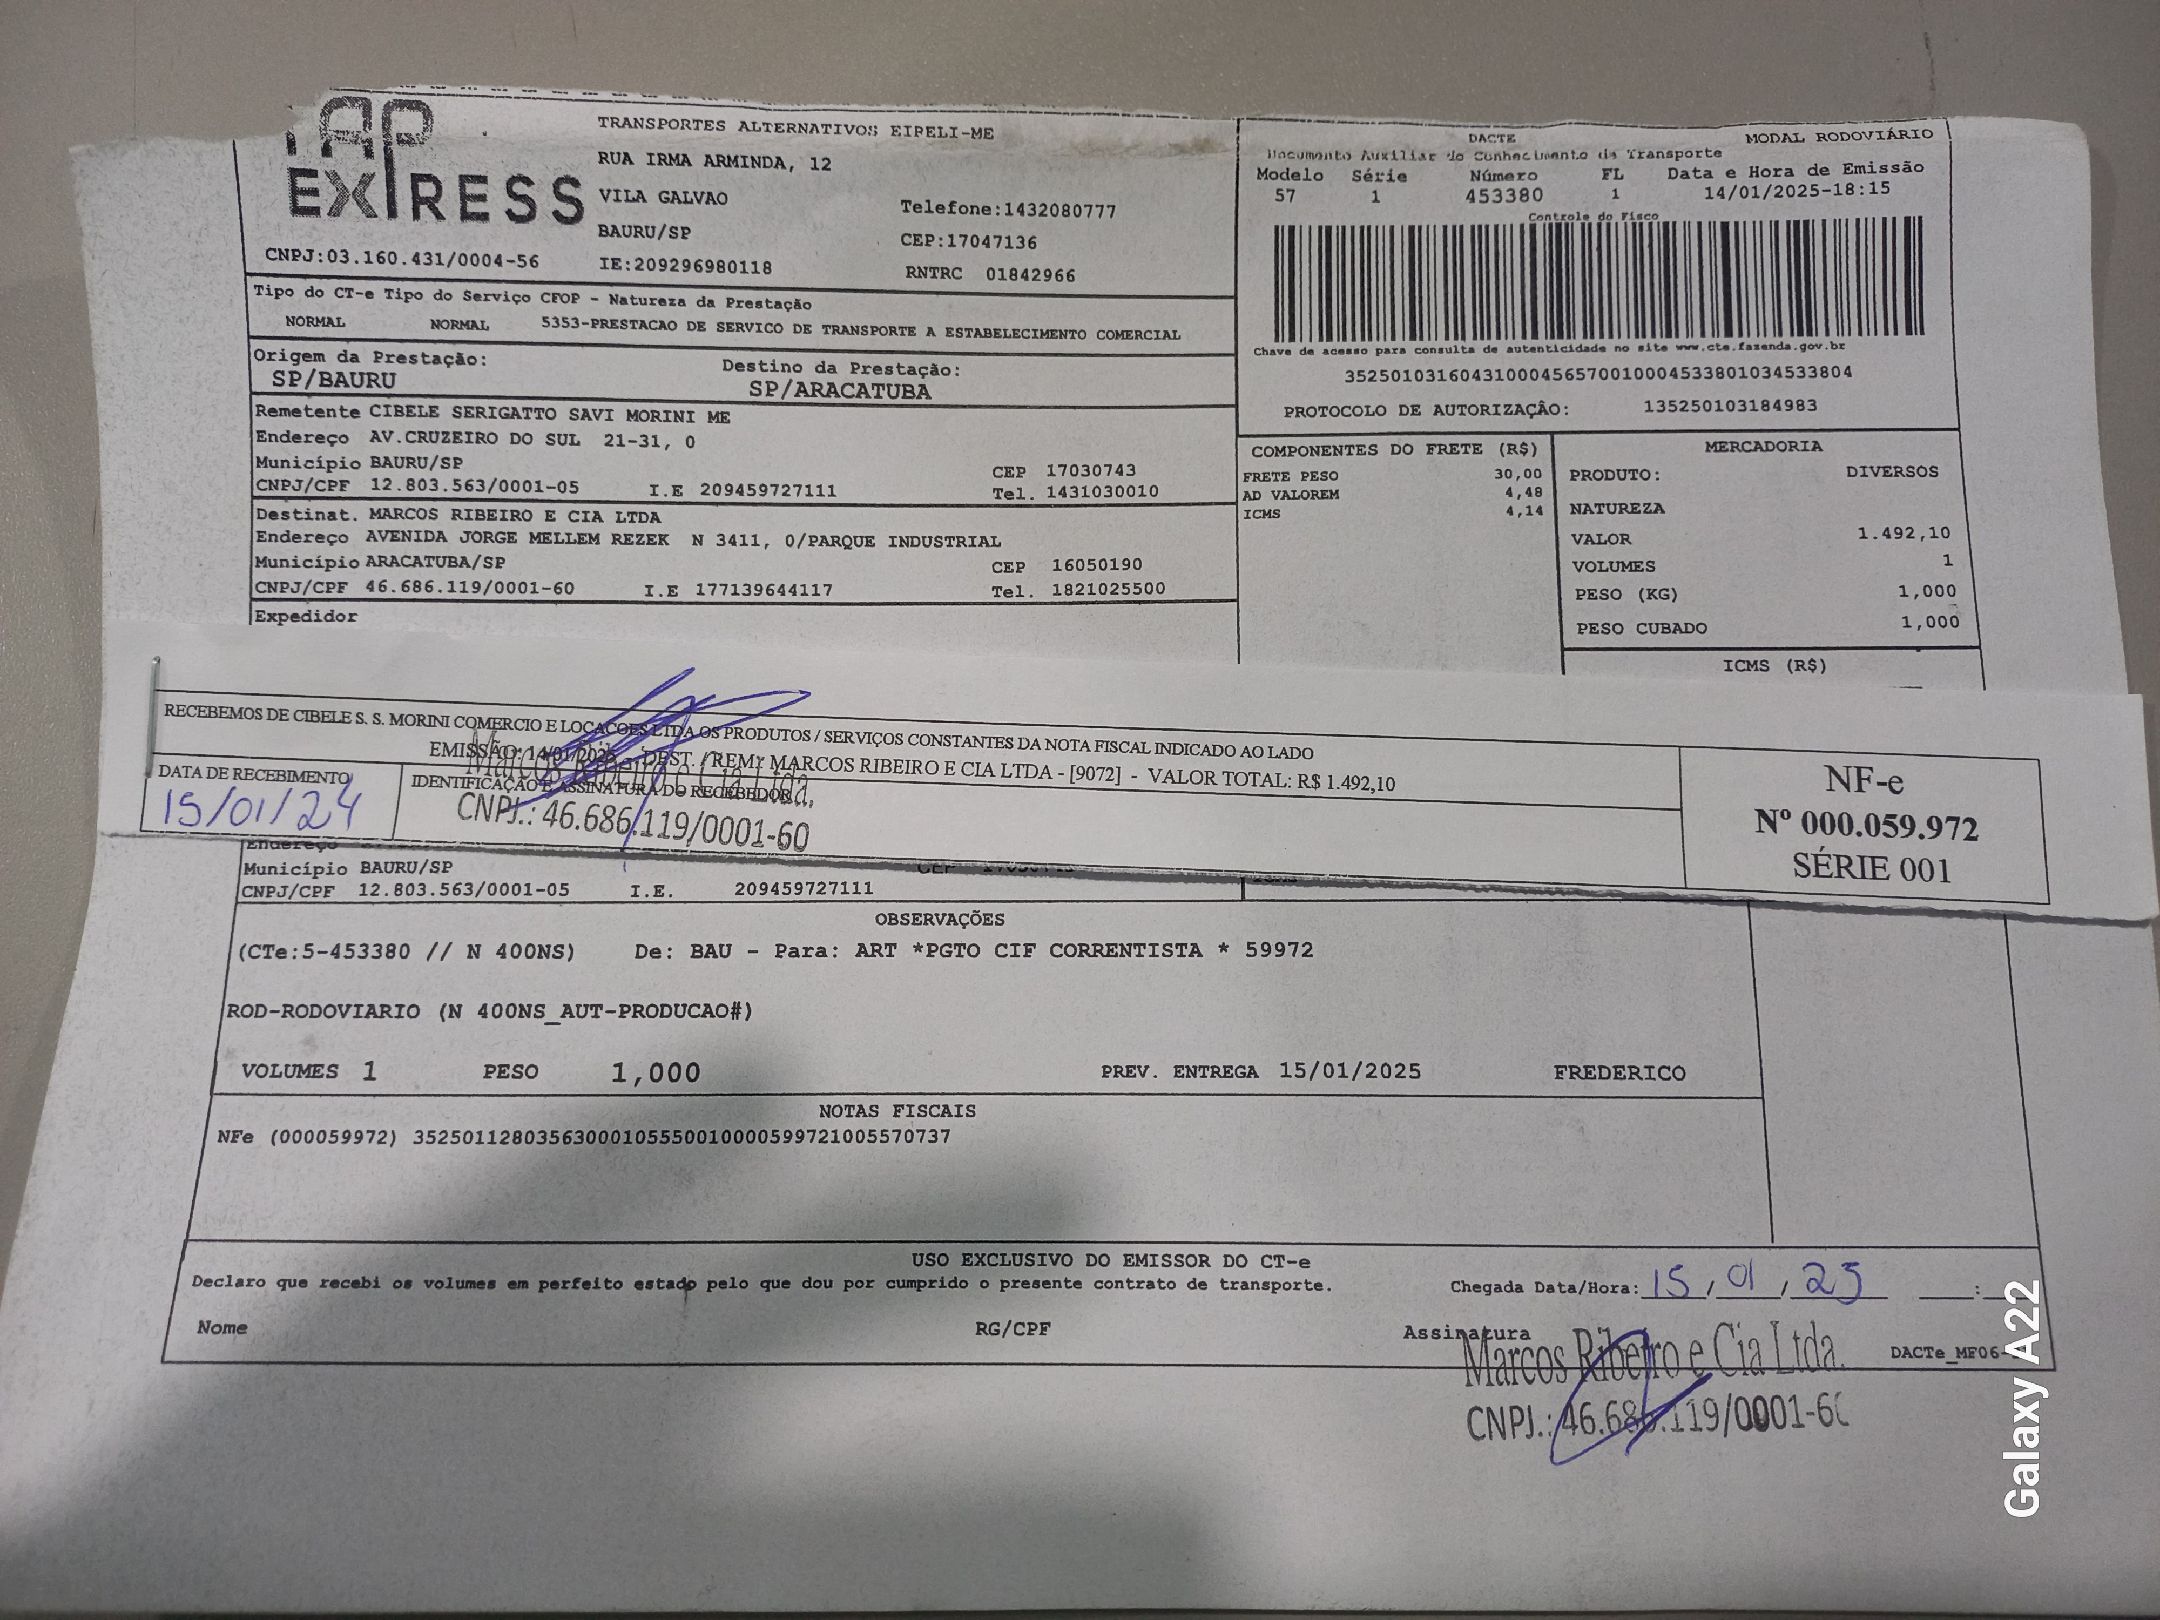 TAP
EXPRESS
TRANSPORTES ALTERNATIVOS EIPELI-ME
RUA IRMA ARMINDA, 12
VILA GALVAO
Telefone:1432080777
BAURU/SP
CEP:17047136
CNPJ:03.160.431/0004-56
IE:209296980118
RNTRC 01842966
DACTE
MODAL RODOVIÁRIO
Documento Auxiliar do Conhecimento de Transporte
Modelo Série Número FL Data e Hora de Emissão
57 1 453380 1 14/01/2025-18:15
Controle do Fisco
Chave de acesso para consulta de autenticidade no site www.cte.fazenda.gov.br
35250103160431000456570010004533801034533804
PROTOCOLO DE AUTORIZAÇÃO: 135250103184983
Tipo do CT-e Tipo do Serviço CFOP - Natureza da Prestação
NORMAL NORMAL 5353-PRESTACAO DE SERVICO DE TRANSPORTE A ESTABELECIMENTO COMERCIAL
Origem da Prestação: Destino da Prestação:
SP/BAURU SP/ARACATUBA
Remetente CIBELE SERIGATTO SAVI MORINI ME
Endereço AV.CRUZEIRO DO SUL 21-31, 0
Município BAURU/SP CEP 17030743
CNPJ/CPF 12.803.563/0001-05 I.E 209459727111 Tel. 1431030010
Destinat. MARCOS RIBEIRO E CIA LTDA
Endereço AVENIDA JORGE MELLEM REZEK N 3411, 0/PARQUE INDUSTRIAL
Município ARACATUBA/SP CEP 16050190
CNPJ/CPF 46.686.119/0001-60 I.E 177139644117 Tel. 1821025500
Expedidor
COMPONENTES DO FRETE (R$)
FRETE PESO 30,00
AD VALOREM 4,48
ICMS 4,14
MERCADORIA
PRODUTO: DIVERSOS
NATUREZA
VALOR 1.492,10
VOLUMES 1
PESO (KG) 1,000
PESO CUBADO 1,000
ICMS (R$)
RECEBEMOS DE CIBELE S. S. MORINI COMERCIO E LOCACOES LTDA OS PRODUTOS / SERVIÇOS CONSTANTES DA NOTA FISCAL INDICADO AO LADO
EMISSÃO: 14/01/2025 DEST. / REM: MARCOS RIBEIRO E CIA LTDA - [9072] - VALOR TOTAL: R$ 1.492,10
DATA DE RECEBIMENTO
15/01/24
IDENTIFICAÇÃO E ASSINATURA DO RECEBEDOR
Marcos Ribeiro e Cia Ltda.
CNPJ.: 46.686.119/0001-60
NF-e
Nº 000.059.972
SÉRIE 001
Endereço
Município BAURU/SP
CNPJ/CPF 12.803.563/0001-05 I.E. 209459727111
OBSERVAÇÕES
(CTe:5-453380 // N 400NS) De: BAU - Para: ART *PGTO CIF CORRENTISTA * 59972
ROD-RODOVIARIO (N 400NS_AUT-PRODUCAO#)
VOLUMES 1 PESO 1,000 PREV. ENTREGA 15/01/2025 FREDERICO
NOTAS FISCAIS
NFe (000059972) 35250112803563000105550010000599721005570737
USO EXCLUSIVO DO EMISSOR DO CT-e
Declaro que recebi os volumes em perfeito estado pelo que dou por cumprido o presente contrato de transporte.
Chegada Data/Hora: 15/01/25 __:__
Nome RG/CPF Assinatura
Marcos Ribeiro e Cia Ltda.
CNPJ.: 46.686.119/0001-60
DACTe_MF06-
Galaxy A22